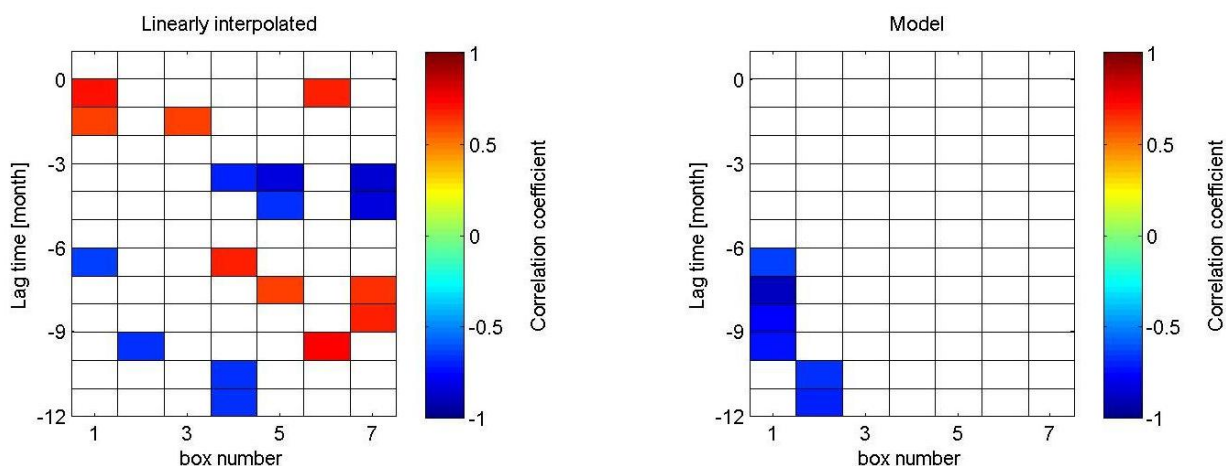 Linearly interpolated
0
-3
-6
-9
-12
Lag time [month]
1 3 5 7
box number
1
0.5
0
-0.5
-1
Correlation coefficient
Model
0
-3
-6
-9
-12
Lag time [month]
1 3 5 7
box number
1
0.5
0
-0.5
-1
Correlation coefficient